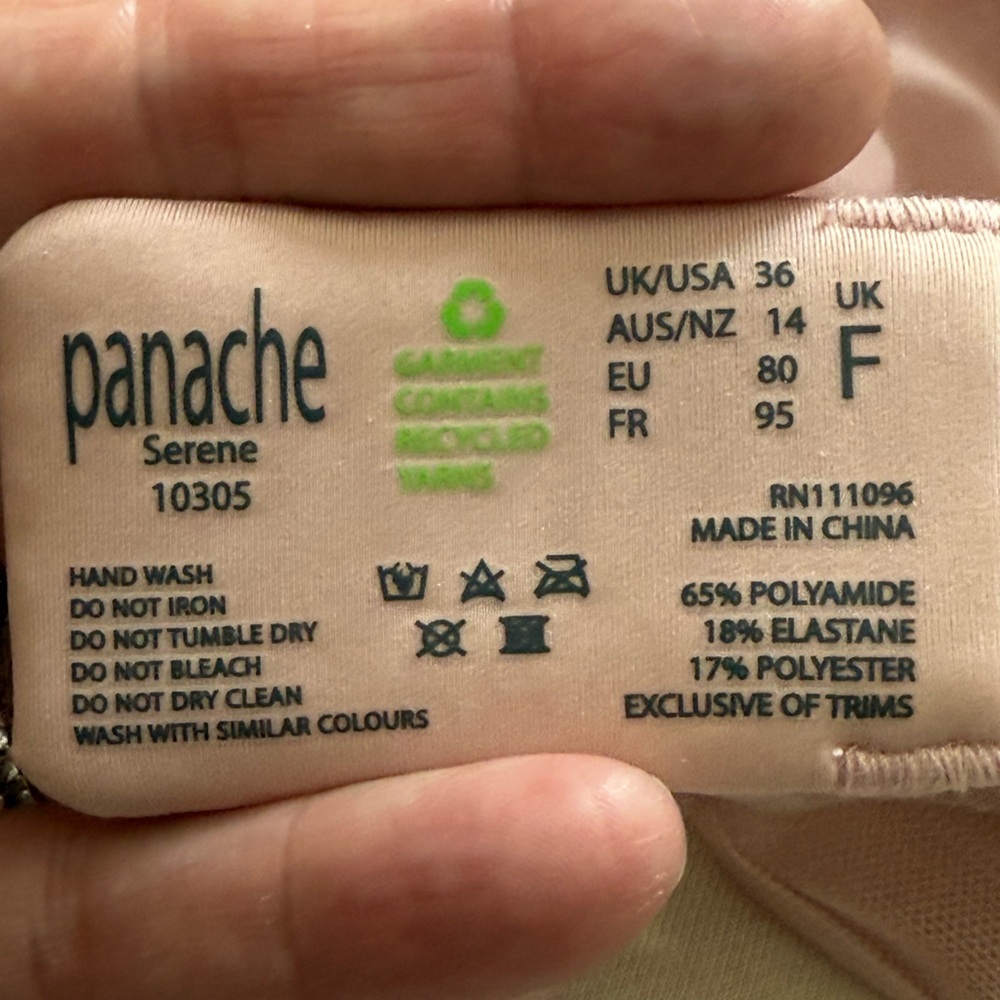 panache
Serene
10305
GARMENT
CONTAINS
RECYCLED
YARNS
UK/USA 36
AUS/NZ 14
EU 80
FR 95
UK
F
RN111096
MADE IN CHINA
HAND WASH
DO NOT IRON
DO NOT TUMBLE DRY
DO NOT BLEACH
DO NOT DRY CLEAN
WASH WITH SIMILAR COLOURS
65% POLYAMIDE
18% ELASTANE
17% POLYESTER
EXCLUSIVE OF TRIMS